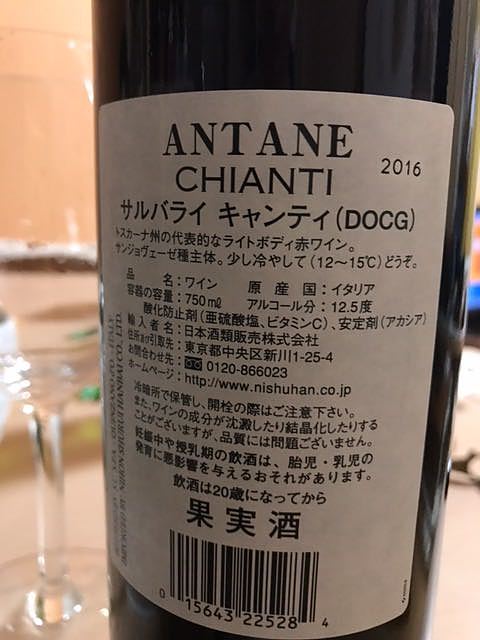 ANTANE
2016
CHIANTI
サルバライ キャンティ(DOCG)
トスカーナ州の代表的なライトボディ赤ワイン。
サンジョヴェーゼ種主体。少し冷やして(12〜15℃)どうぞ。
品 名:ワイン 原 産 国:イタリア
容器の容量:750㎖ アルコール分:12.5度
酸化防止剤(亜硫酸塩、ビタミンC)、安定剤(アカシア)
輸入者名:日本酒類販売株式会社
住所および引取先:東京都中央区新川1-25-4
お問合わせ先:0120-866023
ホームページ:http://www.nishuhan.co.jp
冷暗所で保管し、開栓の際はご注意下さい。
また、ワインの成分が沈澱したり結晶化したりする
ことがございますが、品質には問題ございません。
妊娠中や授乳期の飲酒は、胎児・乳児の
発育に悪影響を与えるおそれがあります。
飲酒は20歳になってから
果実酒
0 15643 22528 4